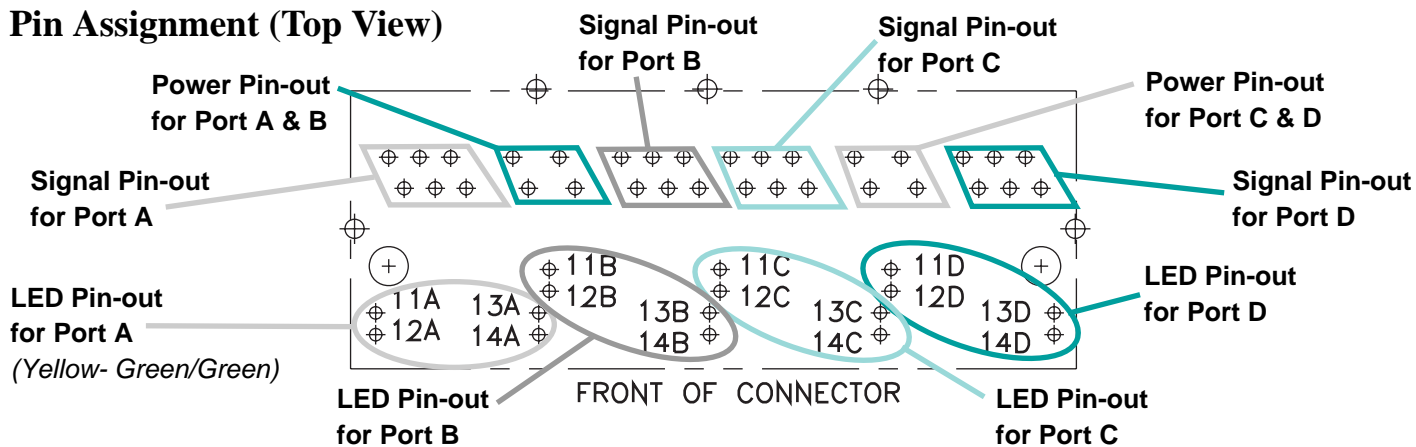 Pin Assignment (Top View)
Signal Pin-out
for Port B
Signal Pin-out
for Port C
Power Pin-out
for Port A & B
Power Pin-out
for Port C & D
Signal Pin-out
for Port A
Signal Pin-out
for Port D
LED Pin-out
for Port A
(Yellow- Green/Green)
11A 13A
12A 14A
11B
12B
13B
14B
11C
12C
13C
14C
11D
12D
13D
14D
LED Pin-out
for Port D
FRONT OF CONNECTOR
LED Pin-out
for Port B
LED Pin-out
for Port C